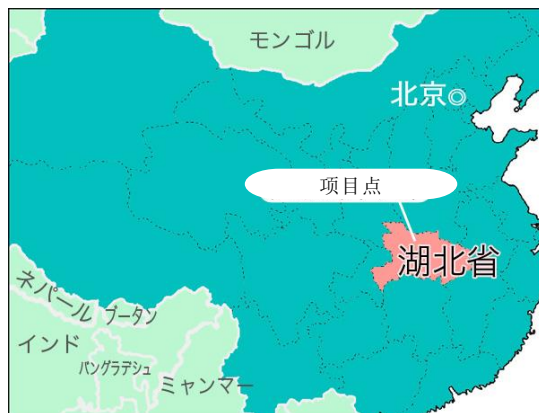 モンゴル
北京
项目点
湖北省
ネパール
ブータン
インド
バングラデシュ
ミャンマー